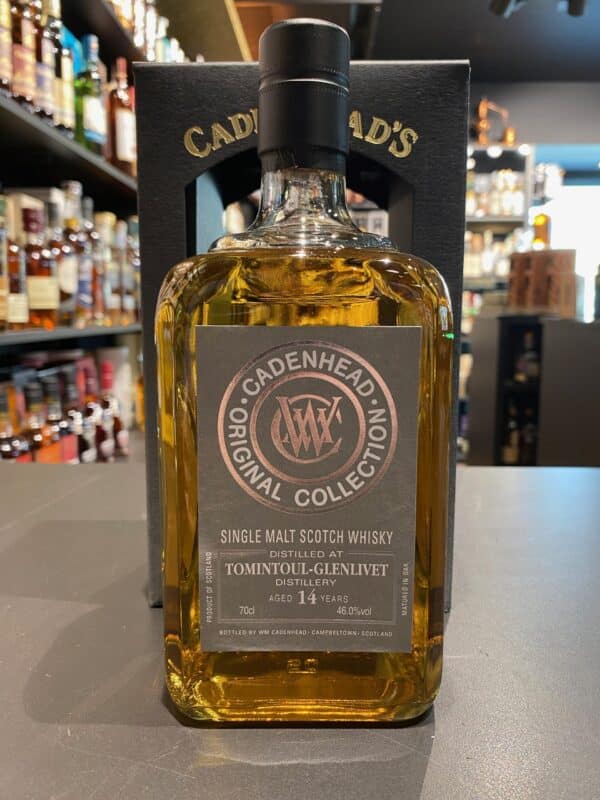 CADENHEAD'S
· CADENHEAD ·
ORIGINAL COLLECTION
WC
SINGLE MALT SCOTCH WHISKY
DISTILLED AT
TOMINTOUL-GLENLIVET
DISTILLERY
AGED 14 YEARS
70cl 46.0%vol
PRODUCT OF SCOTLAND
MATURED IN OAK
BOTTLED BY WM CADENHEAD · CAMPBELTOWN · SCOTLAND